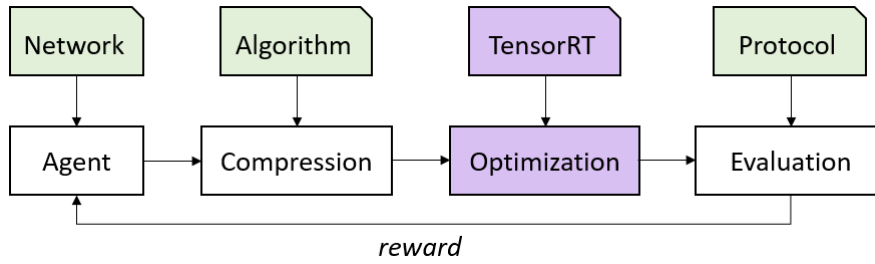 Network
Algorithm
TensorRT
Protocol
Agent
Compression
Optimization
Evaluation
reward